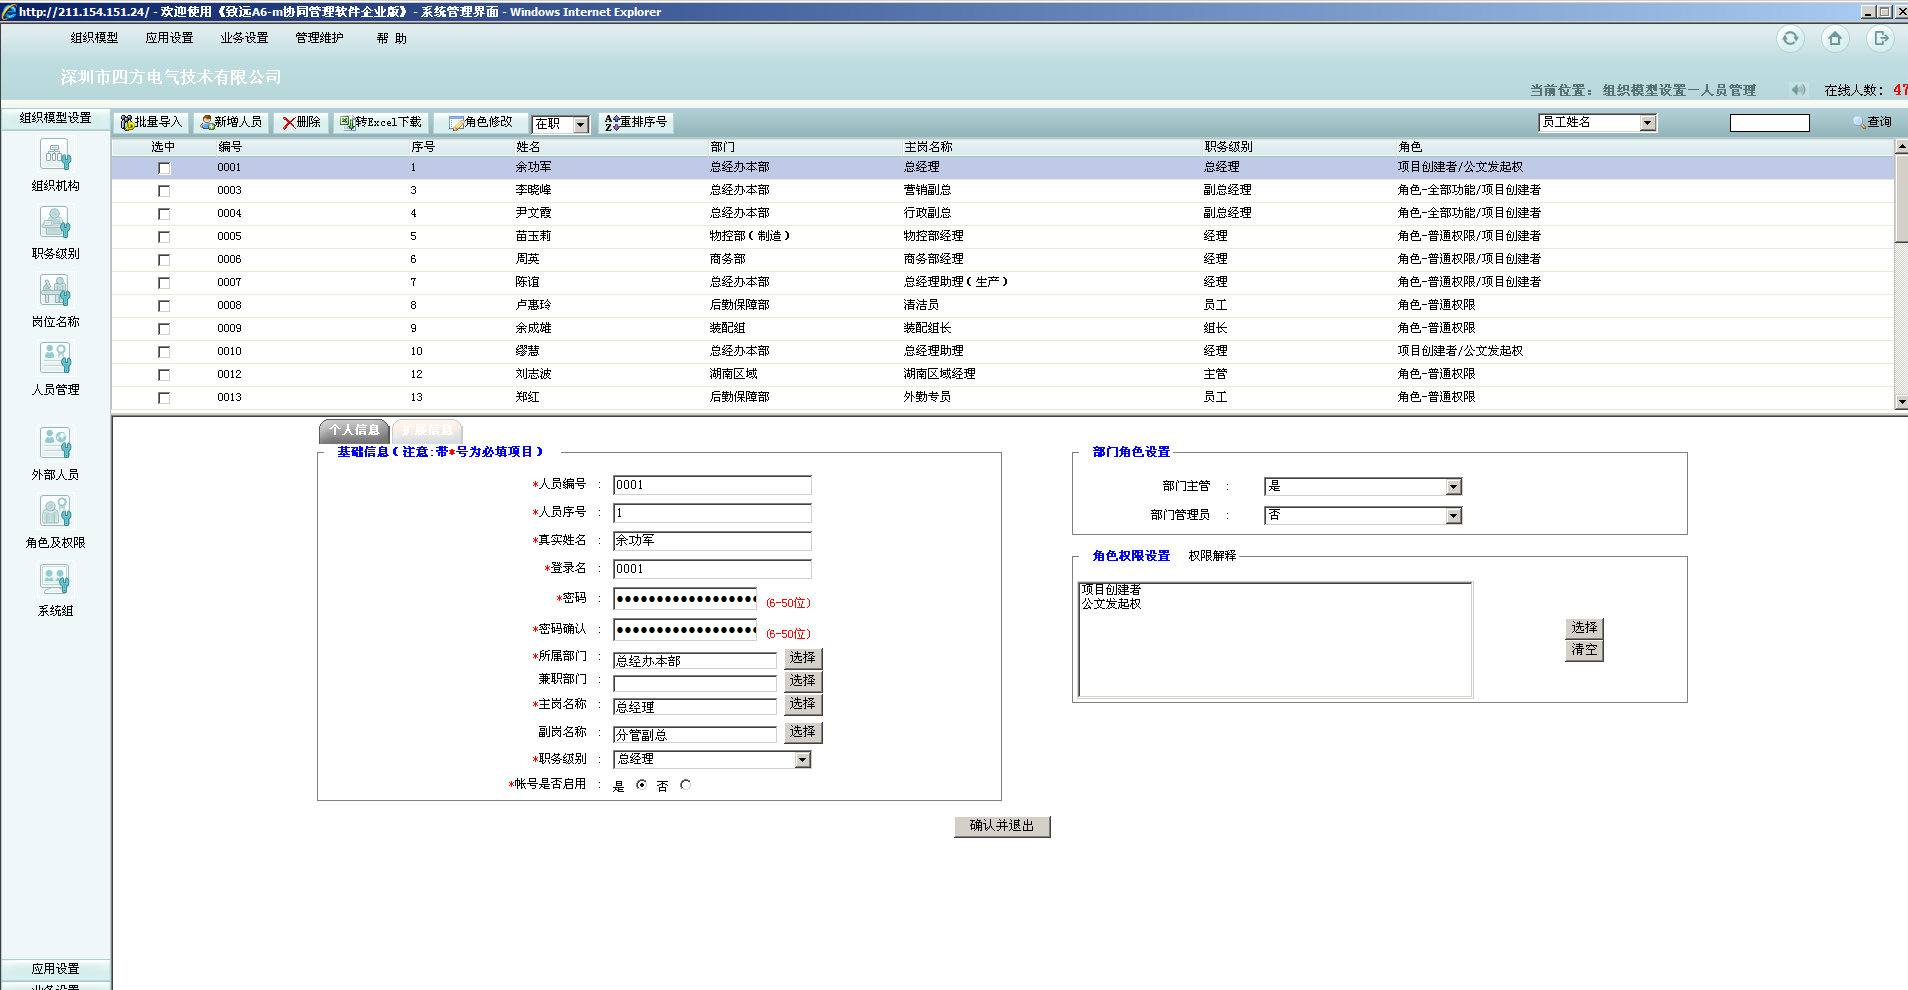 http://211.154.151.24/ - 欢迎使用《致远A6-m协同管理软件企业版》 - 系统管理界面 - Windows Internet Explorer
组织模型 应用设置 业务设置 管理维护 帮 助
深圳市四方电气技术有限公司
当前位置: 组织模型设置—人员管理 在线人数: 47
组织模型设置 批量导入 新增人员 删除 转Excel下载 角色修改 在职 重排序号 员工姓名 查询
选中 编号 序号 姓名 部门 主岗名称 职务级别 角色
0001 1 余功军 总经办本部 总经理 总经理 项目创建者/公文发起权
0003 3 李晓峰 总经办本部 营销副总 副总经理 角色-全部功能/项目创建者
0004 4 尹文霞 总经办本部 行政副总 副总经理 角色-全部功能/项目创建者
0005 5 苗玉莉 物控部(制造) 物控部经理 经理 角色-普通权限/项目创建者
0006 6 周英 商务部 商务部经理 经理 角色-普通权限/项目创建者
0007 7 陈谊 总经办本部 总经理助理(生产) 经理 角色-普通权限/项目创建者
0008 8 卢惠玲 后勤保障部 清洁员 员工 角色-普通权限
0009 9 余成雄 装配组 装配组长 组长 角色-普通权限
0010 10 缪慧 总经办本部 总经理助理 经理 项目创建者/公文发起权
0012 12 刘志波 湖南区域 湖南区域经理 主管 角色-普通权限
0013 13 郑红 后勤保障部 外勤专员 员工 角色-普通权限
组织机构
职务级别
岗位名称
人员管理
外部人员
角色及权限
系统组
应用设置
业务设置
个人信息 扩展信息
基础信息(注意:带*号为必填项目)
*人员编号 : 0001
*人员序号 : 1
*真实姓名 : 余功军
*登录名 : 0001
*密码 : ●●●●●●●●●●●●●●●●●● (6-50位)
*密码确认 : ●●●●●●●●●●●●●●●●●● (6-50位)
*所属部门 : 总经办本部 选择
兼职部门 : 选择
*主岗名称 : 总经理 选择
副岗名称 : 分管副总 选择
*职务级别 : 总经理
*帐号是否启用 : 是 否
部门角色设置
部门主管 : 是
部门管理员 : 否
角色权限设置 权限解释
项目创建者
公文发起权
选择
清空
确认并退出